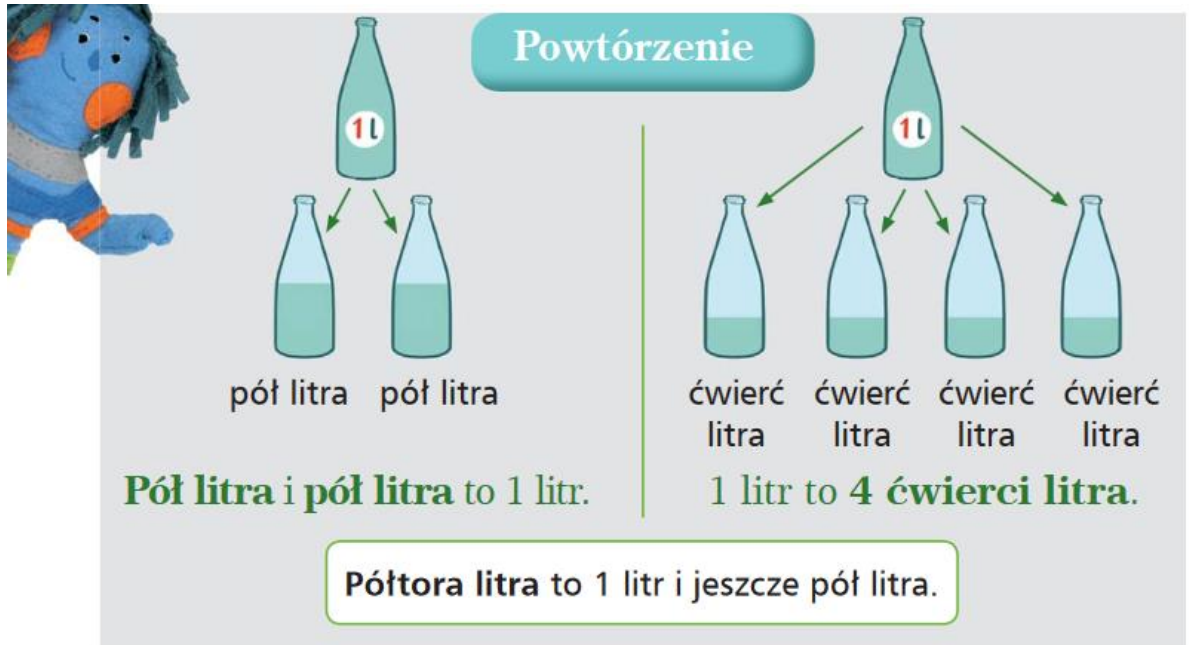 Powtórzenie
1 l
pół litra pół litra
Pół litra i pół litra to 1 litr.
1 l
ćwierć ćwierć ćwierć ćwierć
litra litra litra litra
1 litr to 4 ćwierci litra.
Półtora litra to 1 litr i jeszcze pół litra.